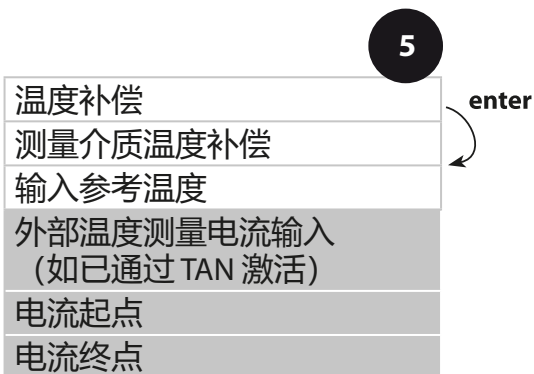 5
温度补偿
enter
测量介质温度补偿
输入参考温度
外部温度测量电流输入
（如已通过 TAN 激活）
电流起点
电流终点